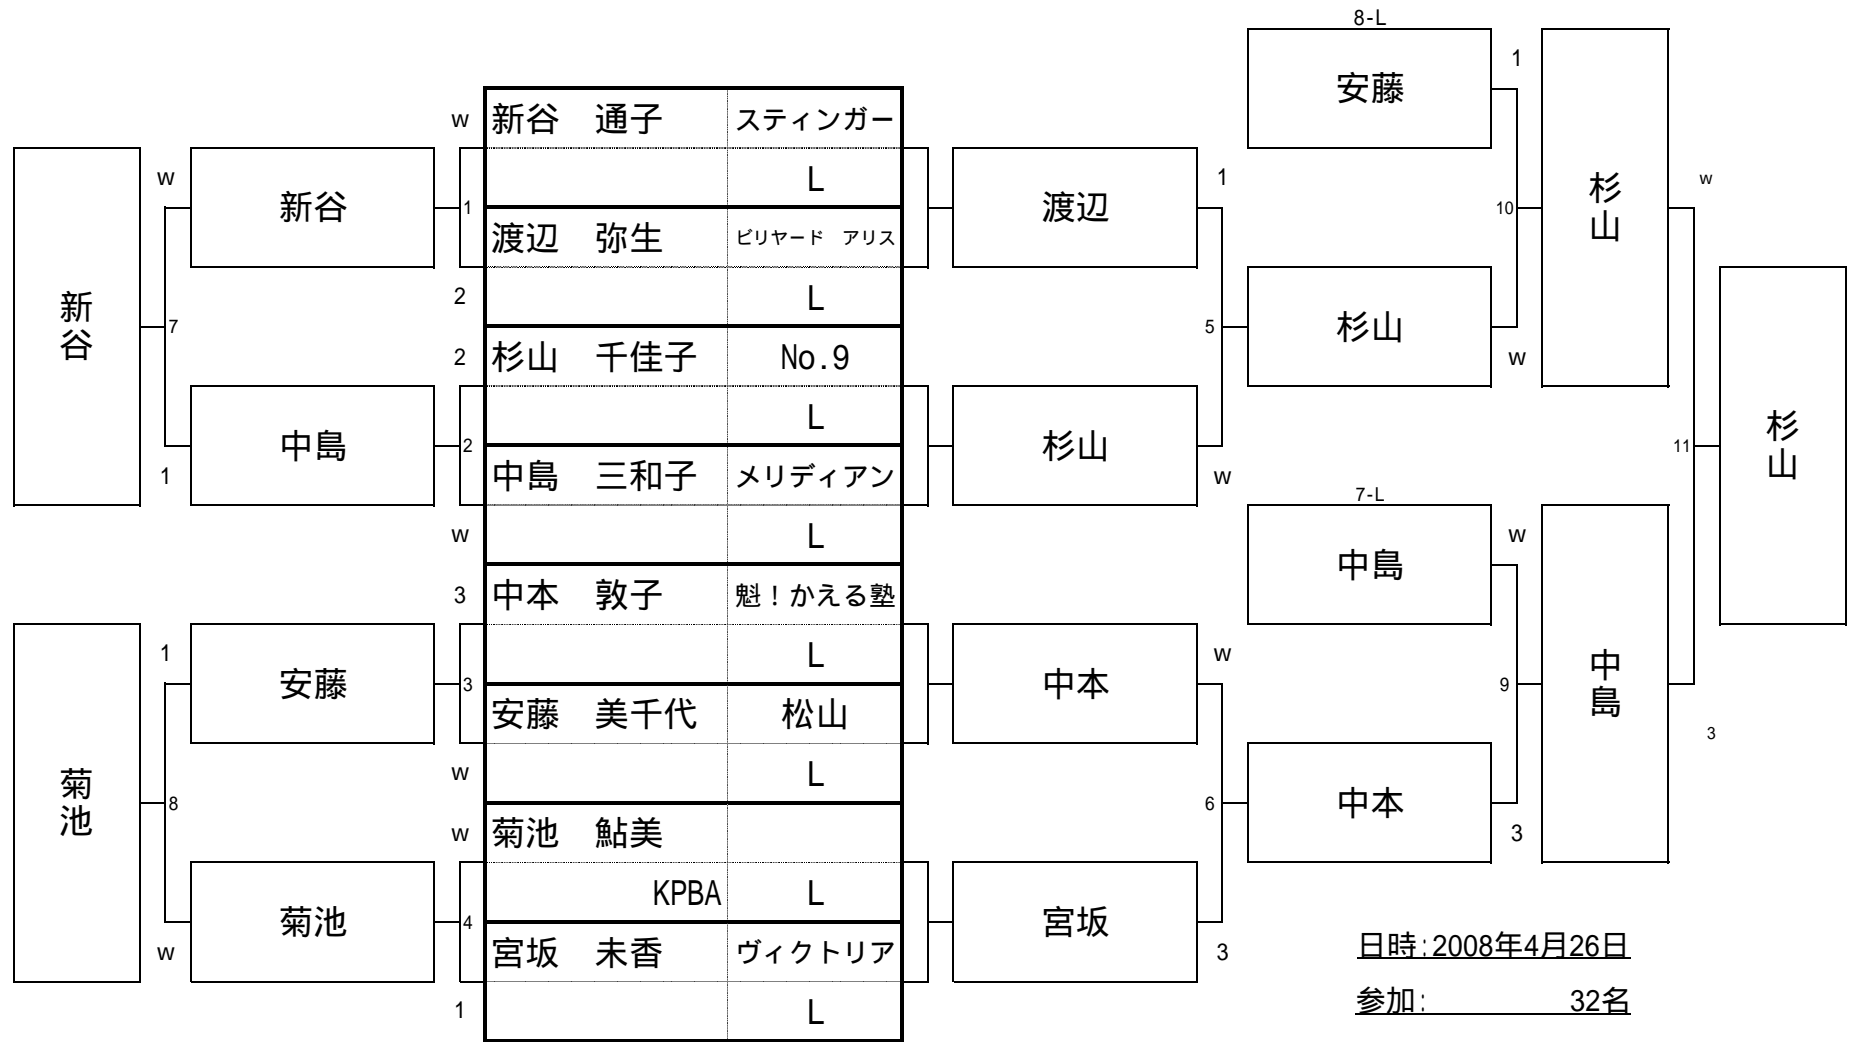 8-L
安藤
1
杉山
w
新谷 通子 スティンガー
L
w
新谷
1
渡辺
1
10
w
渡辺 弥生 ビリヤード アリス
2
L
新谷
7
5
杉山
w
2
杉山 千佳子 No.9
L
1
中島
2
杉山
w
11
杉山
中島 三和子 メリディアン
w
L
7-L
中島
w
3
中本 敦子 魁!かえる塾
L
1
安藤
3
中本
w
9
中島
3
安藤 美千代 松山
w
L
菊池
8
6
中本
3
w
菊池 鮎美
KPBA L
w
菊池
4
宮坂
3
宮坂 未香 ヴィクトリア
1
L
日時:2008年4月26日
参加: 32名